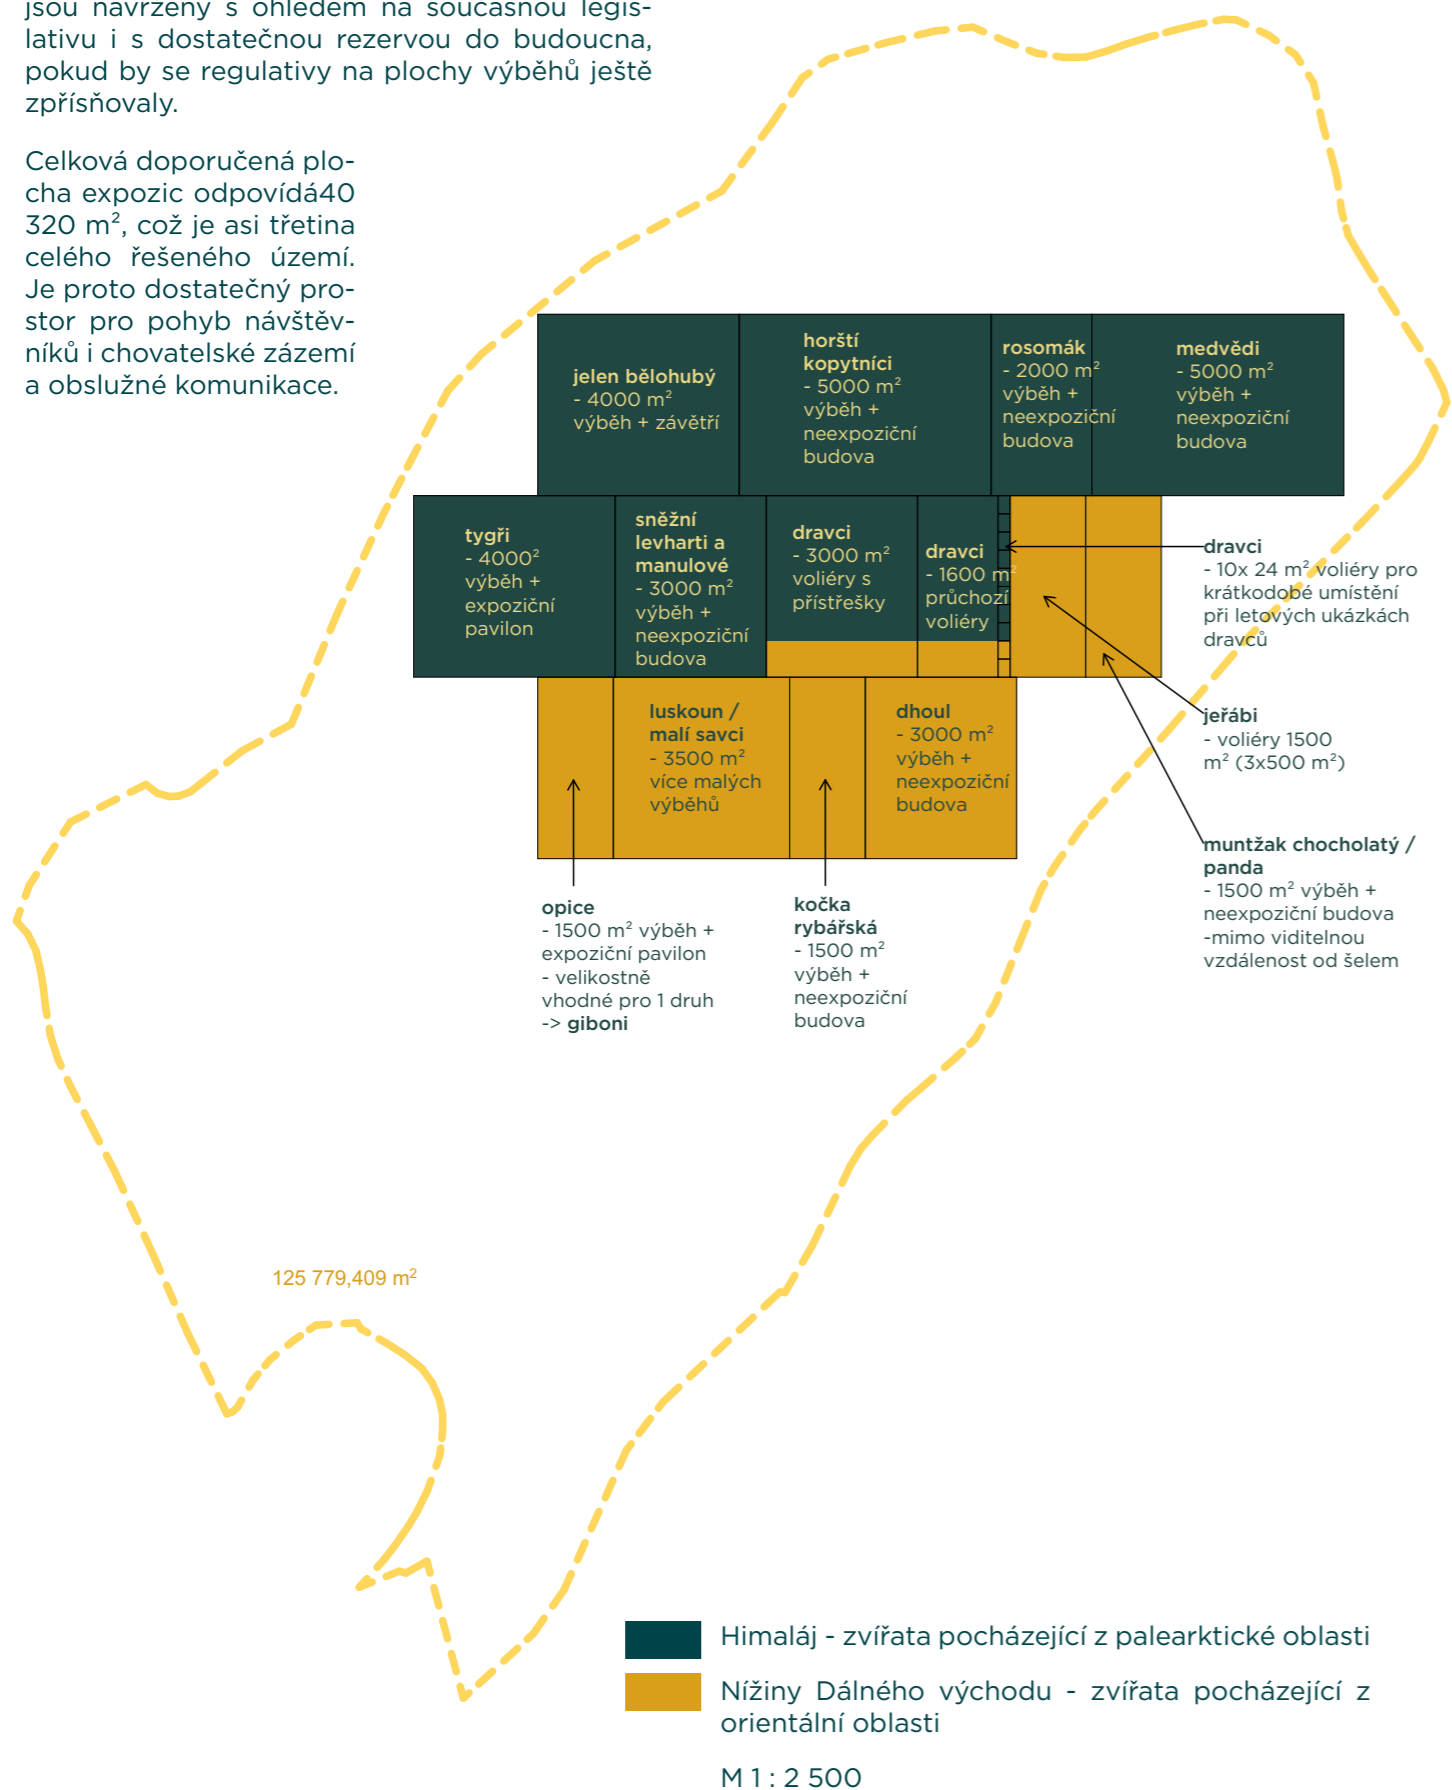 jsou navrženy s ohledem na současnou legis-
lativu i s dostatečnou rezervou do budoucna,
pokud by se regulativy na plochy výběhů ještě
zpřísňovaly.
Celková doporučená plo-
cha expozic odpovídá40
320 m², což je asi třetina
celého řešeného území.
Je proto dostatečný pro-
stor pro pohyb návštěv-
níků i chovatelské zázemí
a obslužné komunikace.
jelen bělohubý
- 4000 m²
výběh + závětří
horští
kopytníci
- 5000 m²
výběh +
neexpoziční
budova
rosomák
- 2000 m²
výběh +
neexpoziční
budova
medvědi
- 5000 m²
výběh +
neexpoziční
budova
tygři
- 4000²
výběh +
expoziční
pavilon
sněžní
levharti a
manulové
- 3000 m²
výběh +
neexpoziční
budova
dravci
- 3000 m²
voliéry s
přístřešky
dravci
- 1600 m²
průchozí
voliéry
dravci
- 10x 24 m² voliéry pro
krátkodobé umístění
při letových ukázkách
dravců
jeřábi
- voliéry 1500
m² (3x500 m²)
muntžak chocholatý /
panda
- 1500 m² výběh +
neexpoziční budova
-mimo viditelnou
vzdálenost od šelem
luskoun /
malí savci
- 3500 m²
více malých
výběhů
dhoul
- 3000 m²
výběh +
neexpoziční
budova
opice
- 1500 m² výběh +
expoziční pavilon
- velikostně
vhodné pro 1 druh
-> giboni
kočka
rybářská
- 1500 m²
výběh +
neexpoziční
budova
125 779,409 m²
Himaláj - zvířata pocházející z palearktické oblasti
Nížiny Dálného východu - zvířata pocházející z
orientální oblasti
M 1 : 2 500